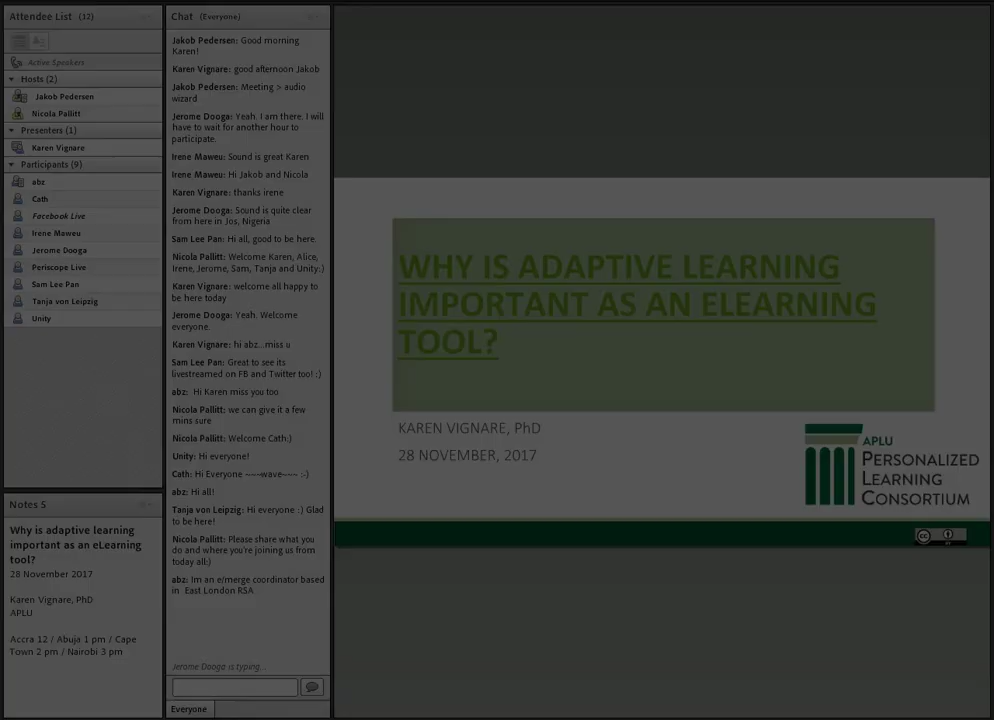 Attendee List (12)
Active Speakers
Hosts (2)
Jakob Pedersen
Nicola Pallitt
Presenters (1)
Karen Vignare
Participants (9)
abz
Cath
Facebook Live
Irene Maweu
Jerome Dooga
Periscope Live
Sam Lee Pan
Tanja von Leipzig
Unity
Notes 5
Why is adaptive learning
important as an eLearning
tool?
28 November 2017
Karen Vignare, PhD
APLU
Accra 12 / Abuja 1 pm / Cape
Town 2 pm / Nairobi 3 pm
Chat (Everyone)
Jakob Pedersen: Good morning
Karen!
Karen Vignare: good afternoon Jakob
Jakob Pedersen: Meeting > audio
wizard
Jerome Dooga: Yeah. I am there. I will
have to wait for another hour to
participate.
Irene Maweu: Sound is great Karen
Irene Maweu: Hi Jakob and Nicola
Karen Vignare: thanks irene
Jerome Dooga: Sound is quite clear
from here in Jos, Nigeria
Sam Lee Pan: Hi all, good to be here.
Nicola Pallitt: Welcome Karen, Alice,
Irene, Jerome, Sam, Tanja and Unity:)
Karen Vignare: welcome all happy to
be here today
Jerome Dooga: Yeah. Welcome
everyone.
Karen Vignare: hi abz...miss u
Sam Lee Pan: Great to see its
livestreamed on FB and Twitter too! :)
abz: Hi Karen miss you too
Nicola Pallitt: we can give it a few
mins sure
Nicola Pallitt: Welcome Cath:)
Unity: Hi everyone!
Cath: Hi Everyone ~~~wave~~~ :-)
abz: Hi all!
Tanja von Leipzig: Hi everyone :) Glad
to be here!
Nicola Pallitt: Please share what you
do and where you're joining us from
today all:)
abz: Im an e/merge coordinator based
in East London RSA
Jerome Dooga is typing...
Everyone
WHY IS ADAPTIVE LEARNING
IMPORTANT AS AN ELEARNING
TOOL?
KAREN VIGNARE, PhD
28 NOVEMBER, 2017
APLU
PERSONALIZED
LEARNING
CONSORTIUM
cc